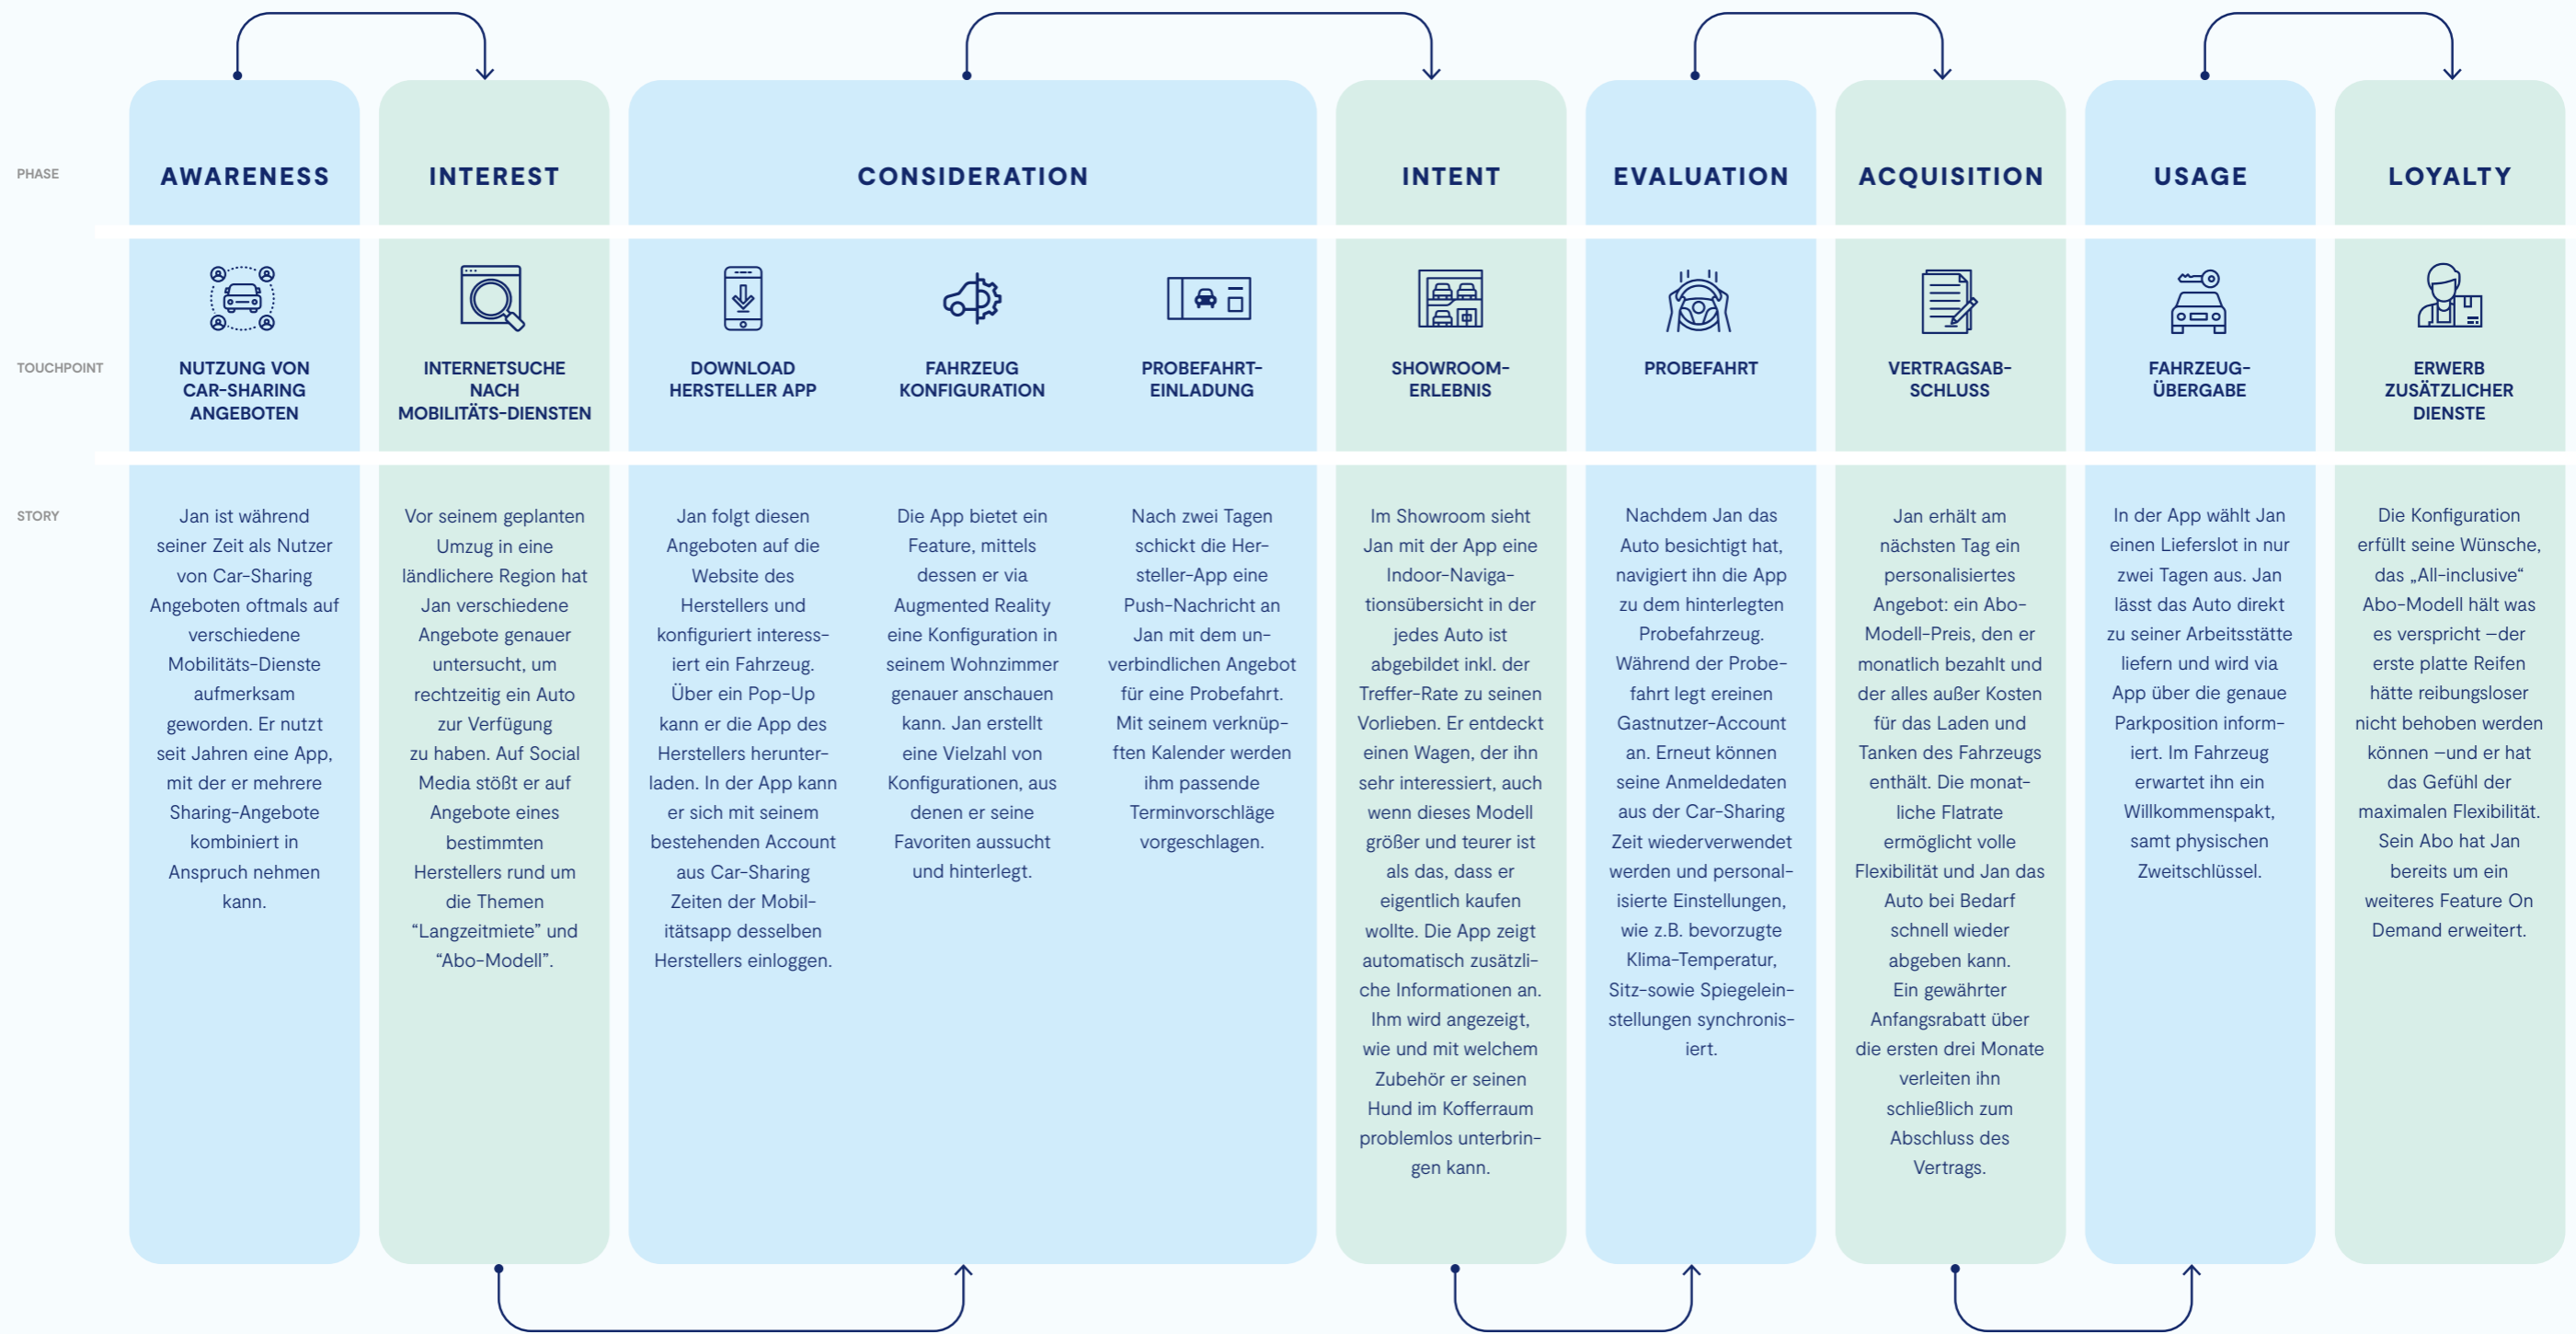 PHASE
AWARENESS
INTEREST
CONSIDERATION
INTENT
EVALUATION
ACQUISITION
USAGE
LOYALTY
TOUCHPOINT
NUTZUNG VON
CAR-SHARING
ANGEBOTEN
INTERNETSUCHE
NACH
MOBILITÄTS-DIENSTEN
DOWNLOAD
HERSTELLER APP
FAHRZEUG
KONFIGURATION
PROBEFAHRT-
EINLADUNG
SHOWROOM-
ERLEBNIS
PROBEFAHRT
VERTRAGSAB-
SCHLUSS
FAHRZEUG-
ÜBERGABE
ERWERB
ZUSÄTZLICHER
DIENSTE
STORY
Jan ist während
seiner Zeit als Nutzer
von Car-Sharing
Angeboten oftmals auf
verschiedene
Mobilitäts-Dienste
aufmerksam
geworden. Er nutzt
seit Jahren eine App,
mit der er mehrere
Sharing-Angebote
kombiniert in
Anspruch nehmen
kann.
Vor seinem geplanten
Umzug in eine
ländlichere Region hat
Jan verschiedene
Angebote genauer
untersucht, um
rechtzeitig ein Auto
zur Verfügung
zu haben. Auf Social
Media stößt er auf
Angebote eines
bestimmten
Herstellers rund um
die Themen
“Langzeitmiete” und
“Abo-Modell”.
Jan folgt diesen
Angeboten auf die
Website des
Herstellers und
konfiguriert interess-
iert ein Fahrzeug.
Über ein Pop-Up
kann er die App des
Herstellers herunter-
laden. In der App kann
er sich mit seinem
bestehenden Account
aus Car-Sharing
Zeiten der Mobil-
itätsapp desselben
Herstellers einloggen.
Die App bietet ein
Feature, mittels
dessen er via
Augmented Reality
eine Konfiguration in
seinem Wohnzimmer
genauer anschauen
kann. Jan erstellt
eine Vielzahl von
Konfigurationen, aus
denen er seine
Favoriten aussucht
und hinterlegt.
Nach zwei Tagen
schickt die Her-
steller-App eine
Push-Nachricht an
Jan mit dem un-
verbindlichen Angebot
für eine Probefahrt.
Mit seinem verknüp-
ften Kalender werden
ihm passende
Terminvorschläge
vorgeschlagen.
Im Showroom sieht
Jan mit der App eine
Indoor-Naviga-
tionsübersicht in der
jedes Auto ist
abgebildet inkl. der
Treffer-Rate zu seinen
Vorlieben. Er entdeckt
einen Wagen, der ihn
sehr interessiert, auch
wenn dieses Modell
größer und teurer ist
als das, dass er
eigentlich kaufen
wollte. Die App zeigt
automatisch zusätzli-
che Informationen an.
Ihm wird angezeigt,
wie und mit welchem
Zubehör er seinen
Hund im Kofferraum
problemlos unterbrin-
gen kann.
Nachdem Jan das
Auto besichtigt hat,
navigiert ihn die App
zu dem hinterlegten
Probefahrzeug.
Während der Probe-
fahrt legt ereinen
Gastnutzer-Account
an. Erneut können
seine Anmeldedaten
aus der Car-Sharing
Zeit wiederverwendet
werden und personal-
isierte Einstellungen,
wie z.B. bevorzugte
Klima-Temperatur,
Sitz-sowie Spiegelein-
stellungen synchronis-
iert.
Jan erhält am
nächsten Tag ein
personalisiertes
Angebot: ein Abo-
Modell-Preis, den er
monatlich bezahlt und
der alles außer Kosten
für das Laden und
Tanken des Fahrzeugs
enthält. Die monat-
liche Flatrate
ermöglicht volle
Flexibilität und Jan das
Auto bei Bedarf
schnell wieder
abgeben kann.
Ein gewährter
Anfangsrabatt über
die ersten drei Monate
verleiten ihn
schließlich zum
Abschluss des
Vertrags.
In der App wählt Jan
einen Lieferslot in nur
zwei Tagen aus. Jan
lässt das Auto direkt
zu seiner Arbeitsstätte
liefern und wird via
App über die genaue
Parkposition inform-
iert. Im Fahrzeug
erwartet ihn ein
Willkommenspakt,
samt physischen
Zweitschlüssel.
Die Konfiguration
erfüllt seine Wünsche,
das „All-inclusive“
Abo-Modell hält was
es verspricht –der
erste platte Reifen
hätte reibungsloser
nicht behoben werden
können –und er hat
das Gefühl der
maximalen Flexibilität.
Sein Abo hat Jan
bereits um ein
weiteres Feature On
Demand erweitert.